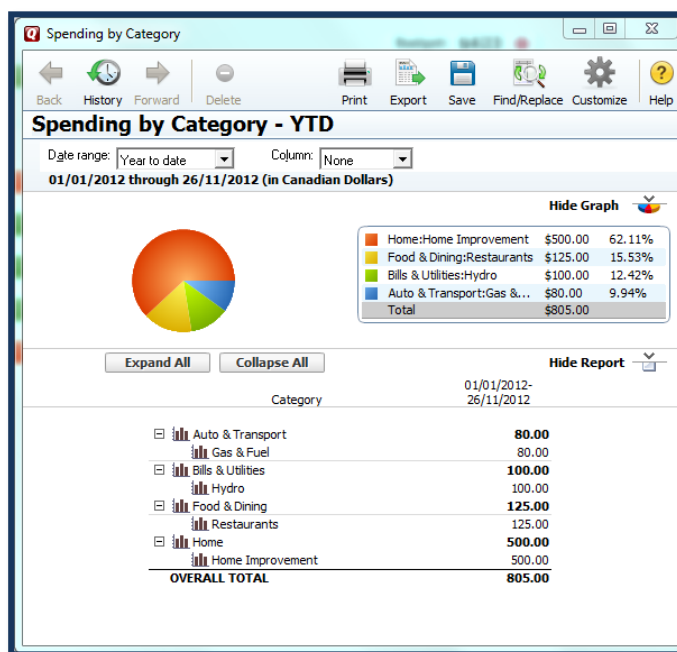 Spending by Category
Back History Forward Delete Print Export Save Find/Replace Customize Help
Spending by Category - YTD
Date range: Year to date Column: None
01/01/2012 through 26/11/2012 (in Canadian Dollars)
Hide Graph
Home:Home Improvement $500.00 62.11%
Food & Dining:Restaurants $125.00 15.53%
Bills & Utilities:Hydro $100.00 12.42%
Auto & Transport:Gas &... $80.00 9.94%
Total $805.00
Expand All Collapse All Hide Report
01/01/2012-
Category 26/11/2012
Auto & Transport 80.00
Gas & Fuel 80.00
Bills & Utilities 100.00
Hydro 100.00
Food & Dining 125.00
Restaurants 125.00
Home 500.00
Home Improvement 500.00
OVERALL TOTAL 805.00